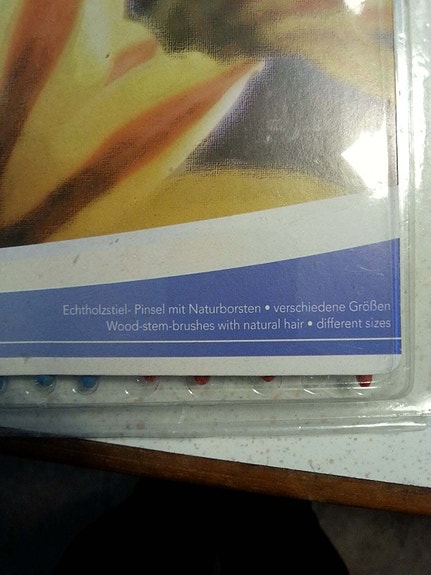 Echtholzstiel- Pinsel mit Naturborsten • verschiedene Größen
Wood-stem-brushes with natural hair • different sizes